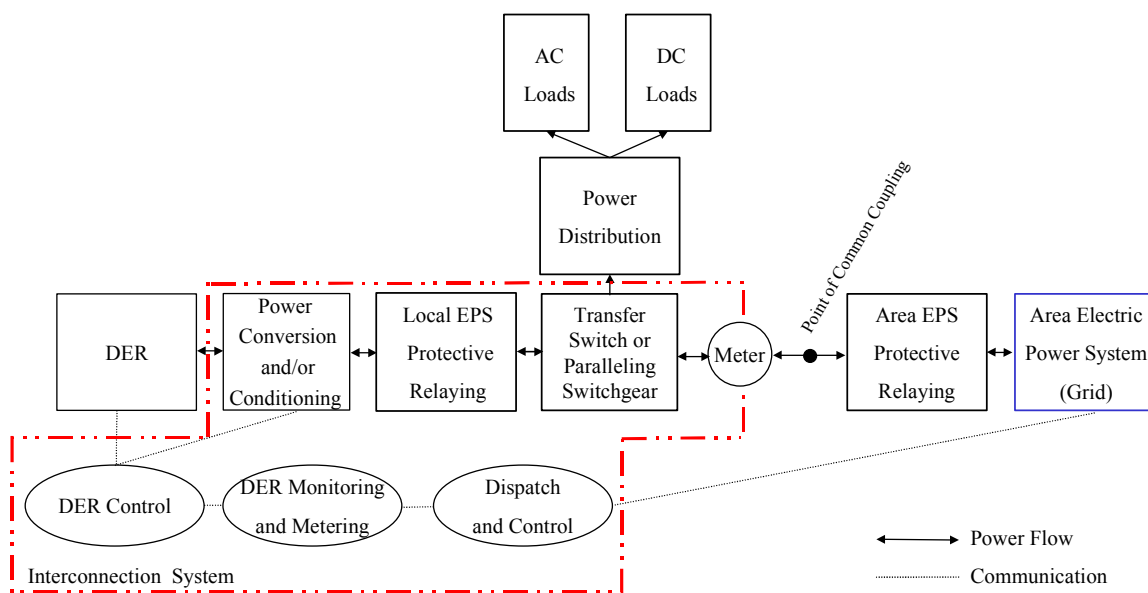 AC
Loads
DC
Loads
Power
Distribution
Point of Common Coupling
DER
Power
Conversion
and/or
Conditioning
Local EPS
Protective
Relaying
Transfer
Switch or
Paralleling
Switchgear
Meter
Area EPS
Protective
Relaying
Area Electric
Power System
(Grid)
DER Control
DER Monitoring
and Metering
Dispatch
and Control
Interconnection System
Power Flow
Communication